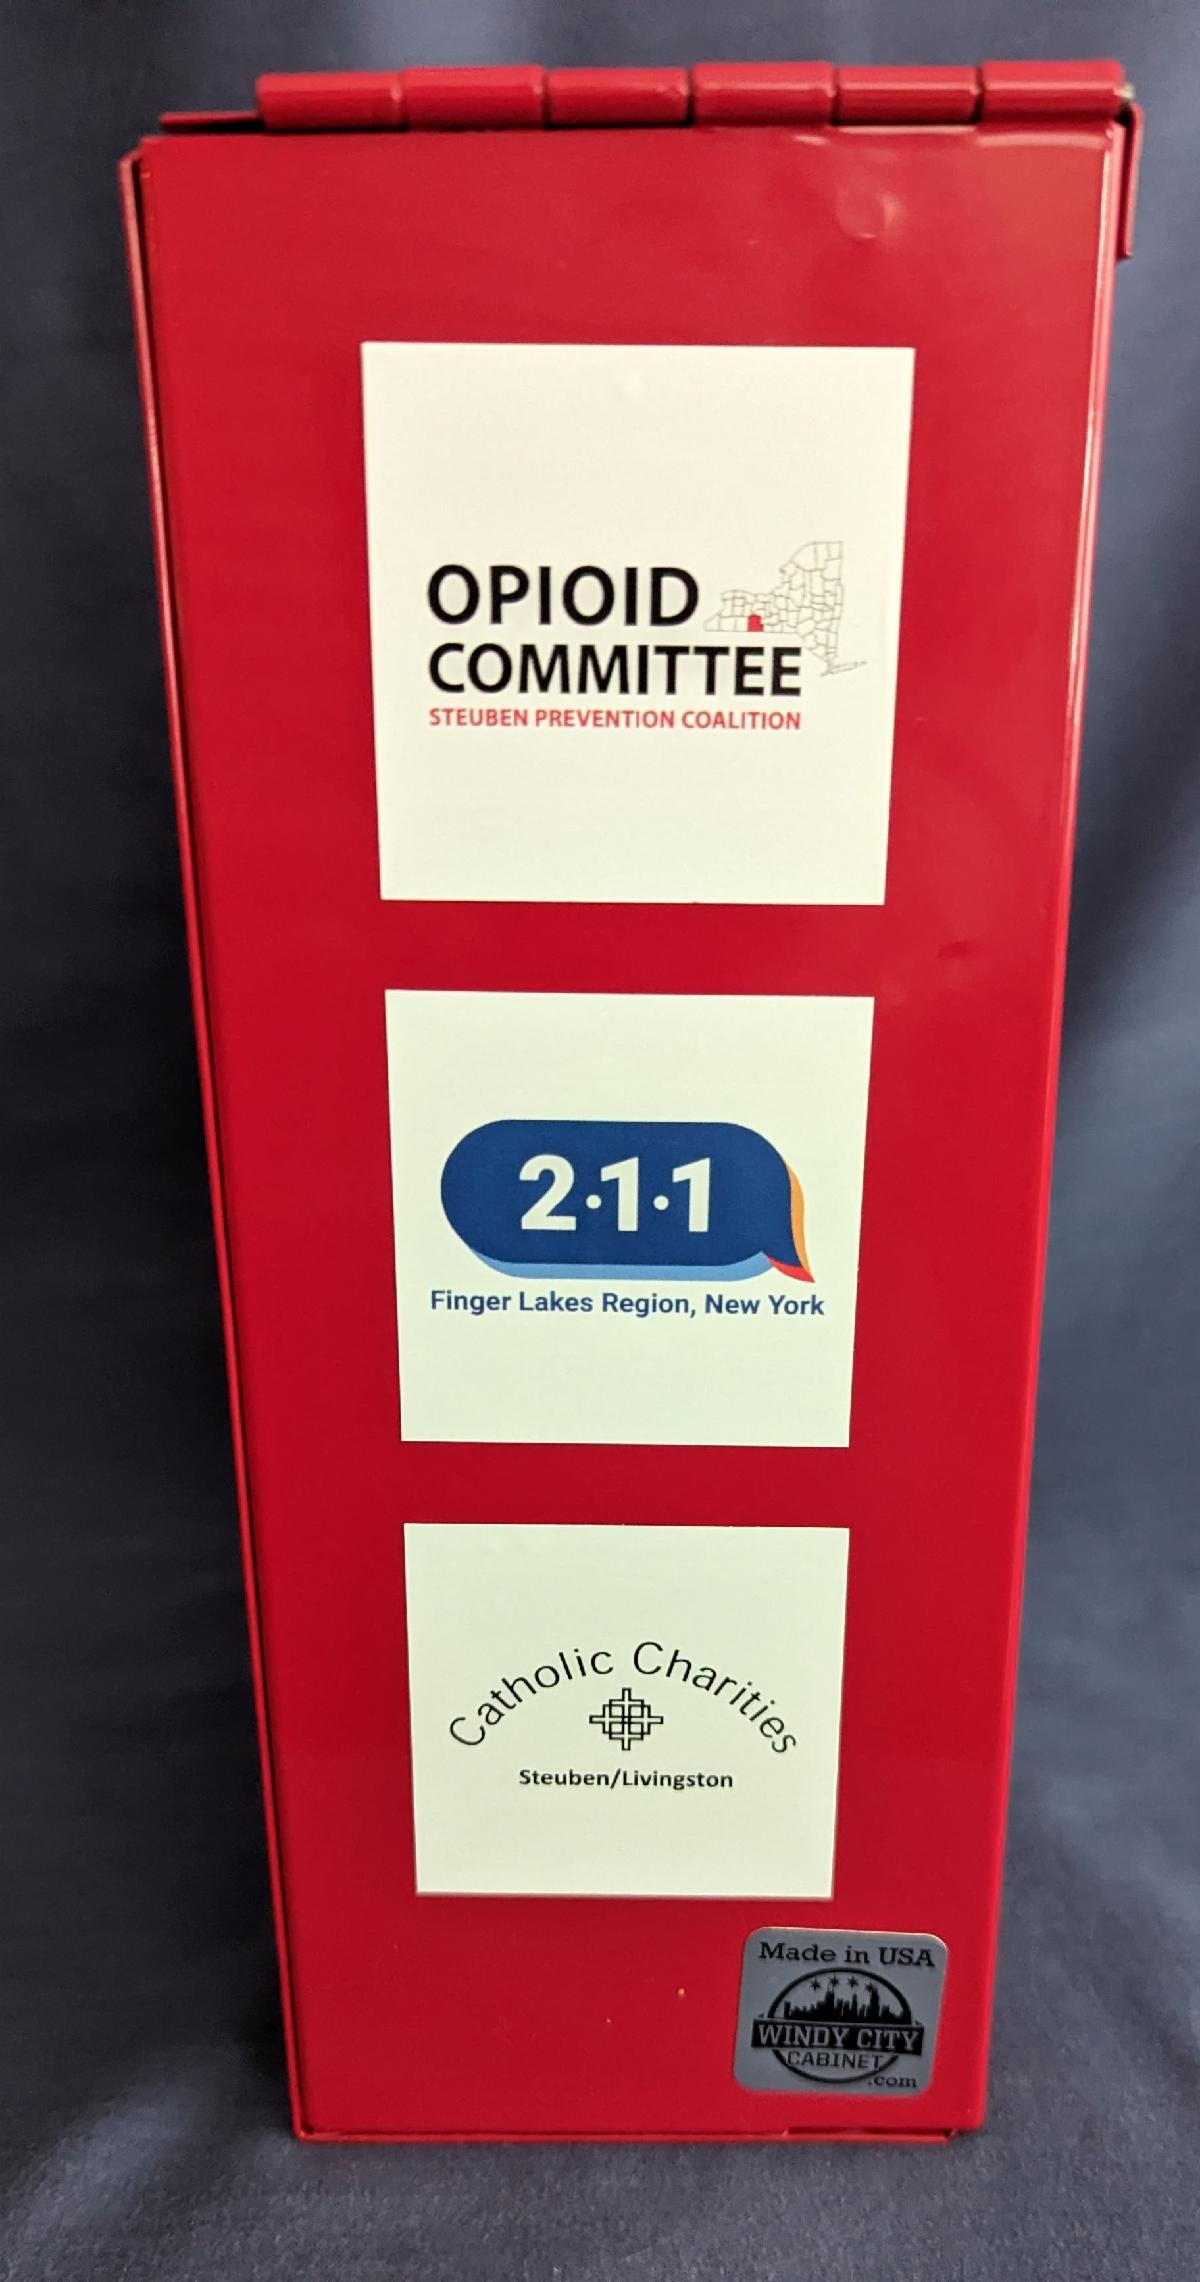 OPIOID
COMMITTEE
STEUBEN PREVENTION COALITION
2·1·1
Finger Lakes Region, New York
Catholic Charities
Steuben/Livingston
Made in USA
WINDY CITY
CABINET
.com